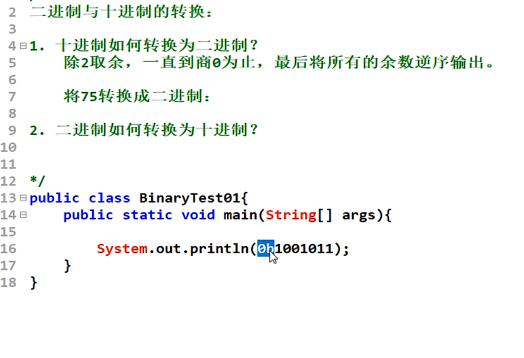 2 二进制与十进制的转换：
3
4 1. 十进制如何转换为二进制？
5 除2取余，一直到商0为止，最后将所有的余数逆序输出。
6
7 将75转换成二进制：
8
9 2. 二进制如何转换为十进制？
10
11
12 */
13 public class BinaryTest01{
14 public static void main(String[] args){
15
16 System.out.println(0b1001011);
17 }
18 }